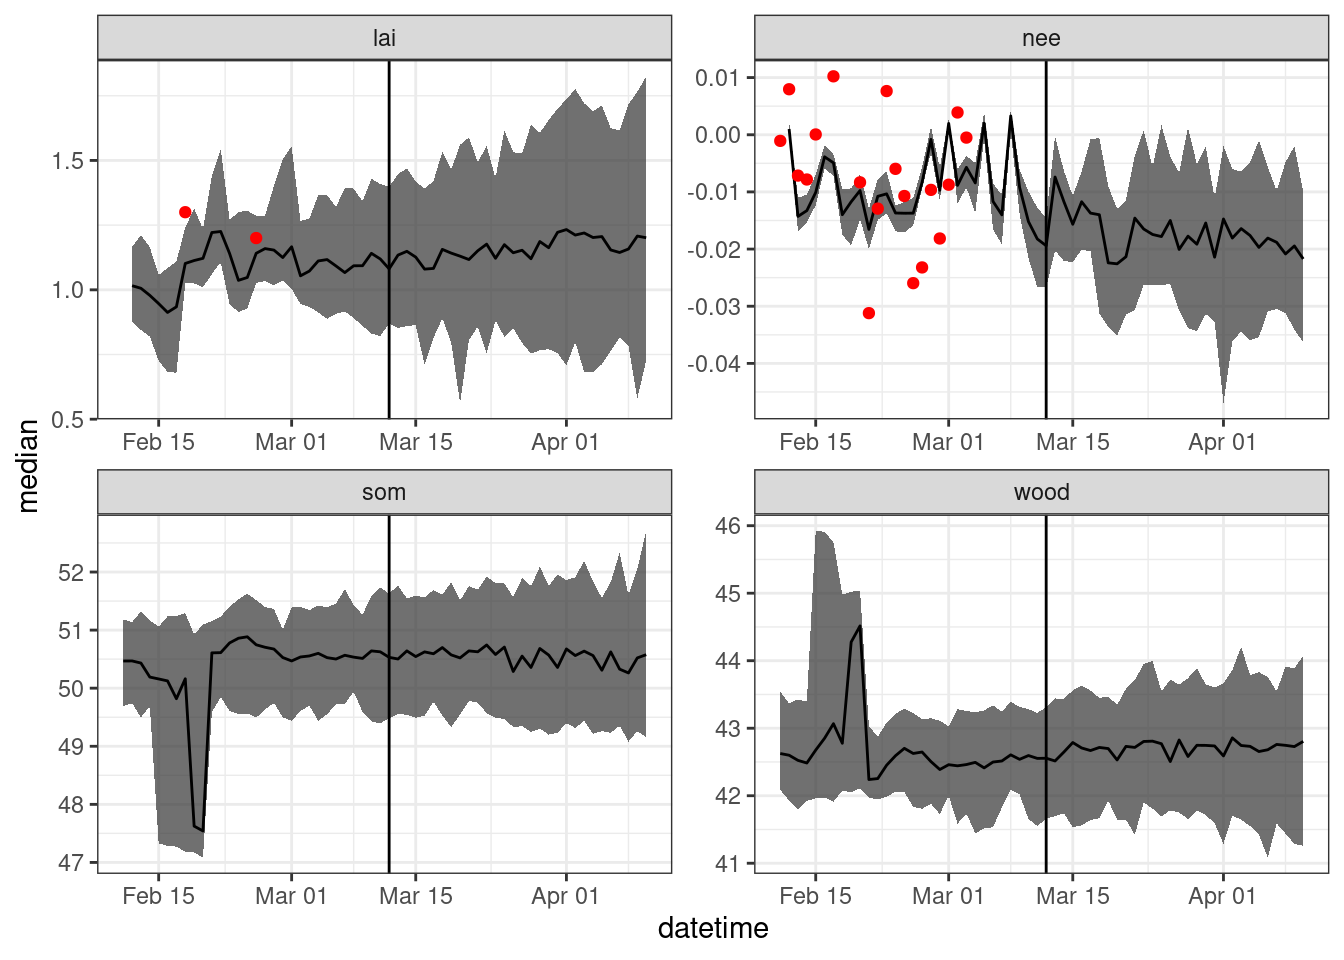 lai
nee
1.5
1.0
0.5
0.01
0.00
-0.01
-0.02
-0.03
-0.04
Feb 15 Mar 01 Mar 15 Apr 01
Feb 15 Mar 01 Mar 15 Apr 01
median
som
wood
52
51
50
49
48
47
46
45
44
43
42
41
Feb 15 Mar 01 Mar 15 Apr 01
Feb 15 Mar 01 Mar 15 Apr 01
datetime